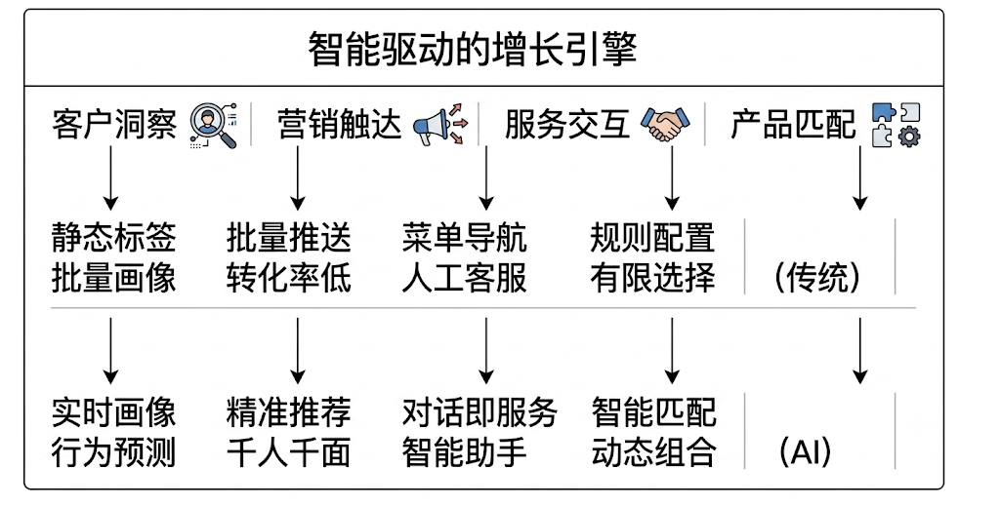 智能驱动的增长引擎
客户洞察 营销触达 服务交互 产品匹配
静态标签 批量推送 菜单导航 规则配置
批量画像 转化率低 人工客服 有限选择 (传统)
实时画像 精准推荐 对话即服务 智能匹配
行为预测 千人千面 智能助手 动态组合 (AI)